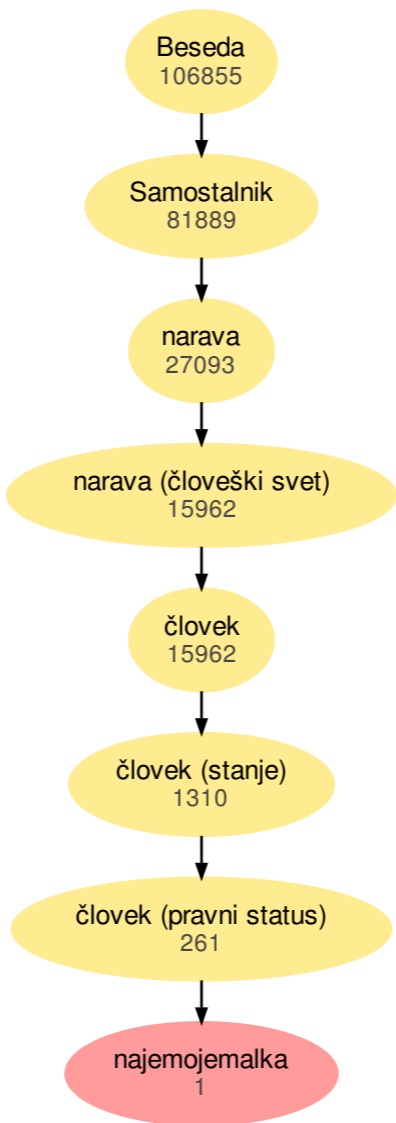 Beseda
106855
Samostalnik
81889
narava
27093
narava (človeški svet)
15962
človek
15962
človek (stanje)
1310
človek (pravni status)
261
najemojemalka
1